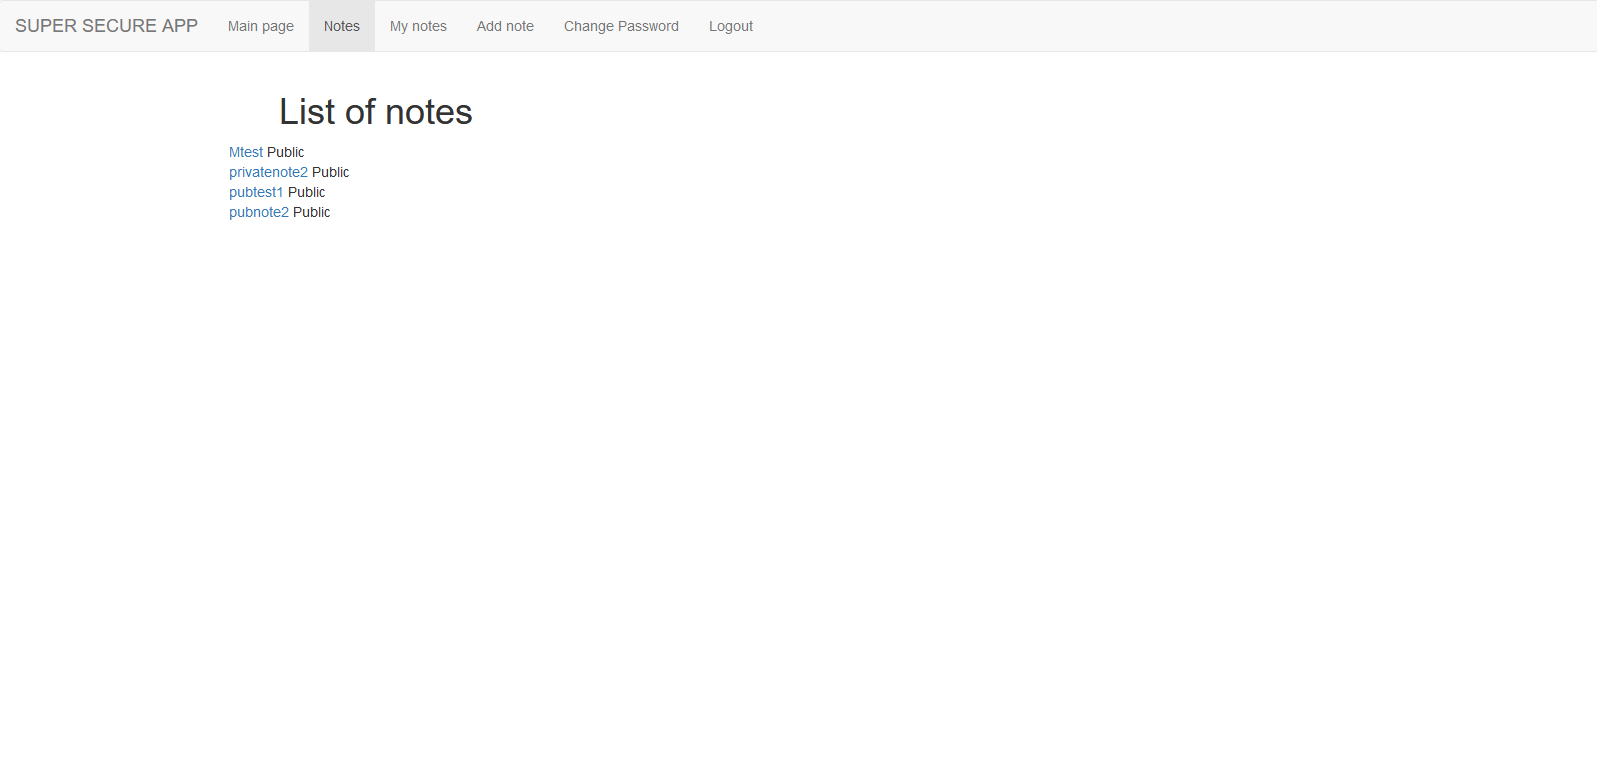 SUPER SECURE APP Main page Notes My notes Add note Change Password Logout
List of notes
Mtest Public
privatenote2 Public
pubtest1 Public
pubnote2 Public